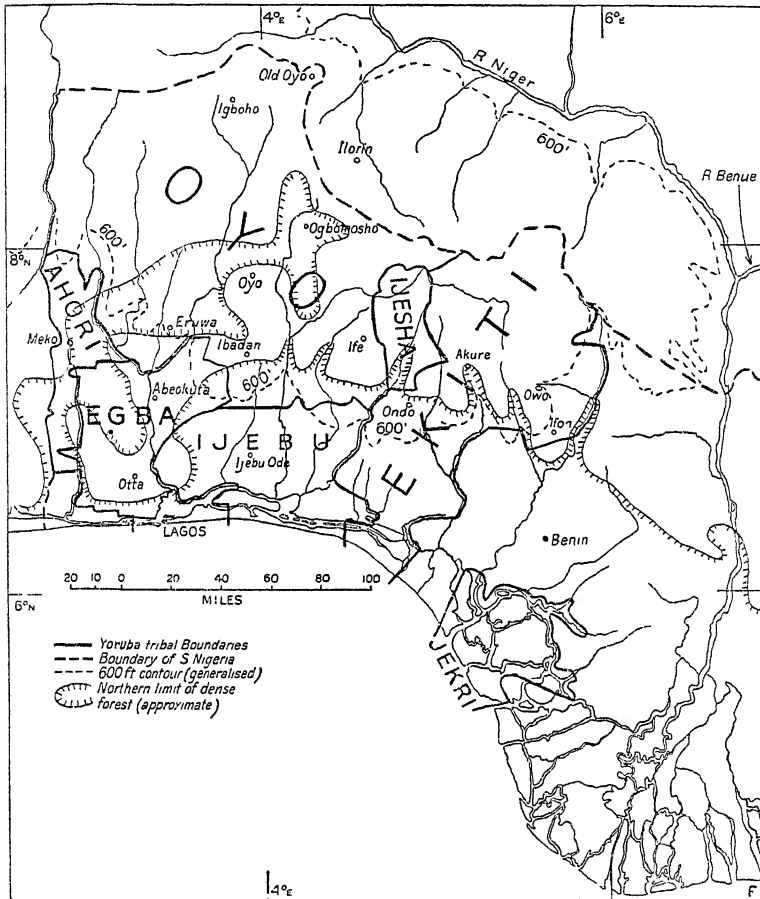 4°E
6°E
R Niger
Old Oyo
Igboho
Ilorin
600'
R Benue
OYO
Ogbomosho
600'
8°N
AHORI
Oyo
IJESHA
EKITI
Eruwa
Meko
Ibadan
Ife
Akure
Abeokuta
600'
Owo
EGBA
Ondo
600'
Ifon
IJEBU
Ijebu Ode
Otta
LAGOS
Benin
20 0 20 40 60 80 100
MILES
6°N
JEKRI
Yoruba tribal Boundaries
Boundary of S Nigeria
600 ft contour (generalised)
Northern limit of dense
forest (approximate)
4°E
F